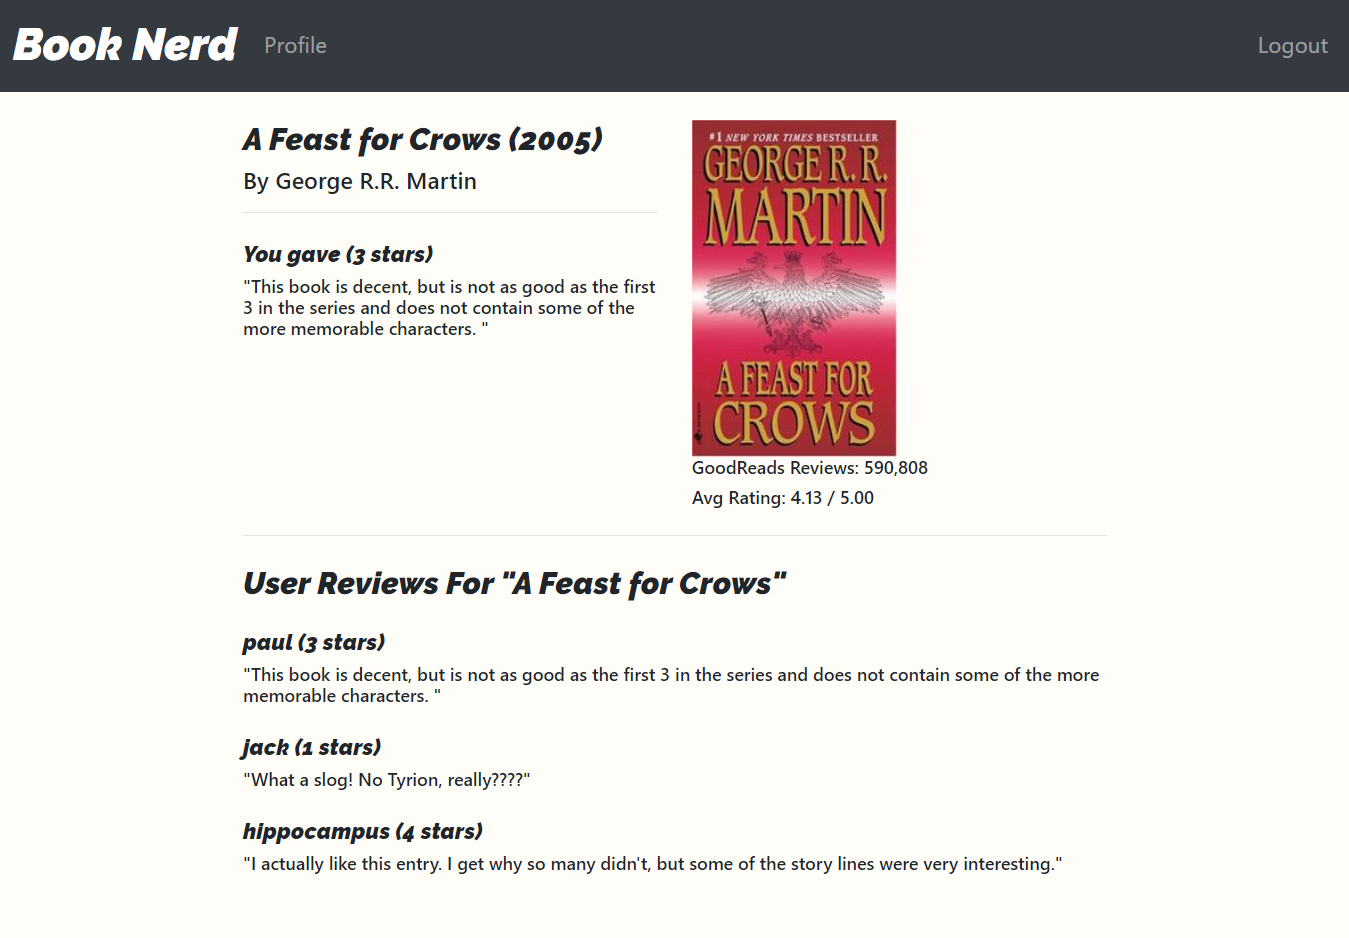 Book Nerd Profile Logout
A Feast for Crows (2005)
By George R.R. Martin
You gave (3 stars)
"This book is decent, but is not as good as the first
3 in the series and does not contain some of the
more memorable characters. "
#1 NEW YORK TIMES BESTSELLER
GEORGE R. R.
MARTIN
A FEAST FOR
CROWS
GoodReads Reviews: 590,808
Avg Rating: 4.13 / 5.00
User Reviews For "A Feast for Crows"
paul (3 stars)
"This book is decent, but is not as good as the first 3 in the series and does not contain some of the more
memorable characters. "
jack (1 stars)
"What a slog! No Tyrion, really????"
hippocampus (4 stars)
"I actually like this entry. I get why so many didn't, but some of the story lines were very interesting."